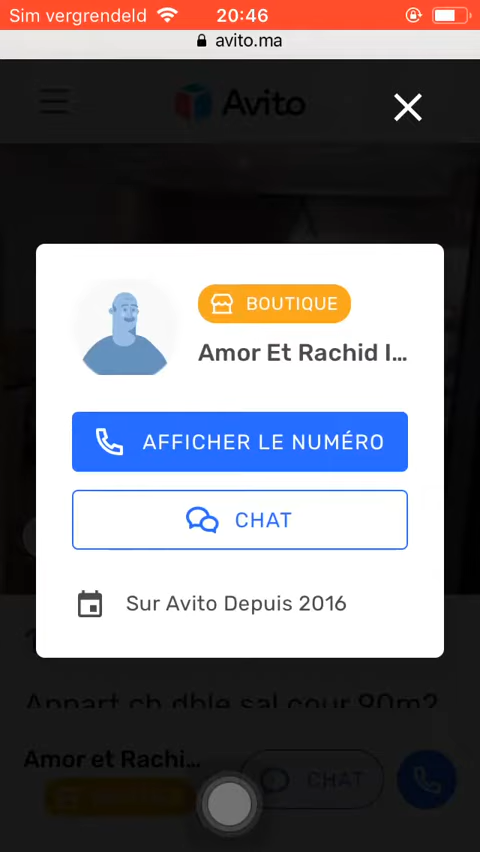 Sim vergrendeld 20:46
avito.ma
Avito
BOUTIQUE
Amor Et Rachid I...
AFFICHER LE NUMÉRO
CHAT
Sur Avito Depuis 2016
Appart ch dble sal cour 90m2
Amor et Rachi...
CHAT